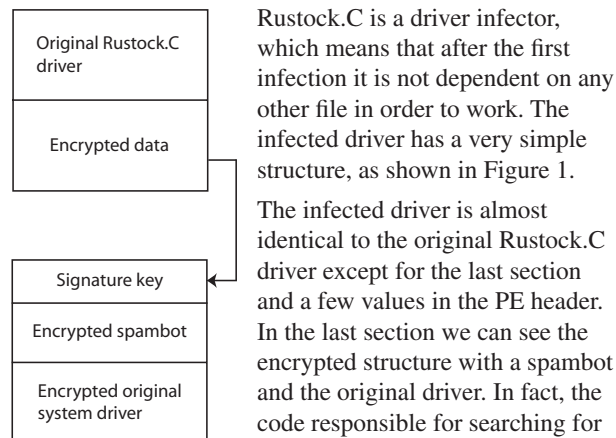 Original Rustock.C
driver
Encrypted data
Signature key
Encrypted spambot
Encrypted original
system driver
Rustock.C is a driver infector,
which means that after the first
infection it is not dependent on any
other file in order to work. The
infected driver has a very simple
structure, as shown in Figure 1.
The infected driver is almost
identical to the original Rustock.C
driver except for the last section
and a few values in the PE header.
In the last section we can see the
encrypted structure with a spambot
and the original driver. In fact, the
code responsible for searching for